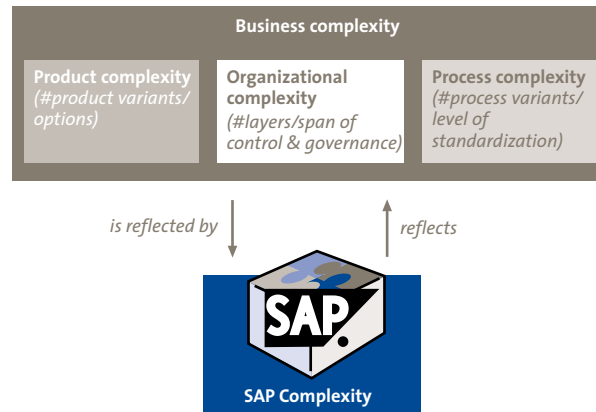 Business complexity
Product complexity
(#product variants/
options)
Organizational
complexity
(#layers/span of
control & governance)
Process complexity
(#process variants/
level of
standardization)
is reflected by
reflects
SAP
SAP Complexity